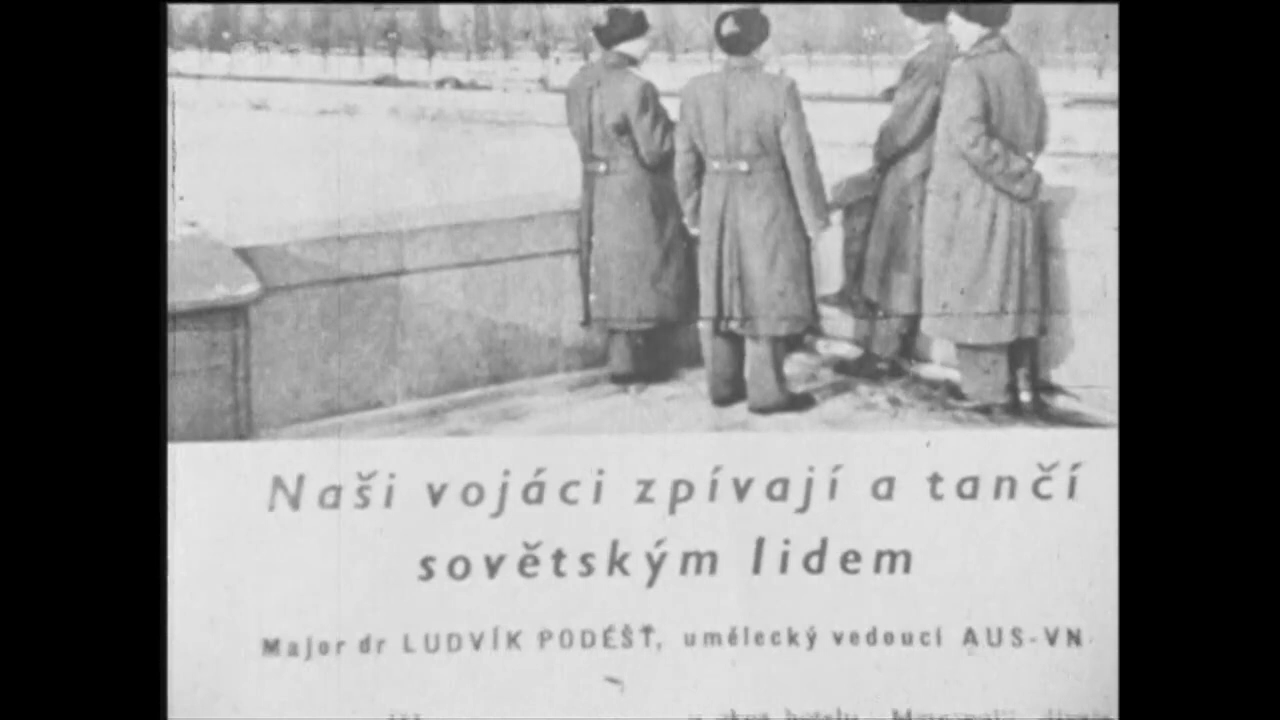 Naši vojáci zpívají a tančí
sovětským lidem
Major dr LUDVÍK PODÉŠŤ, umělecký vedoucí AUS-VN